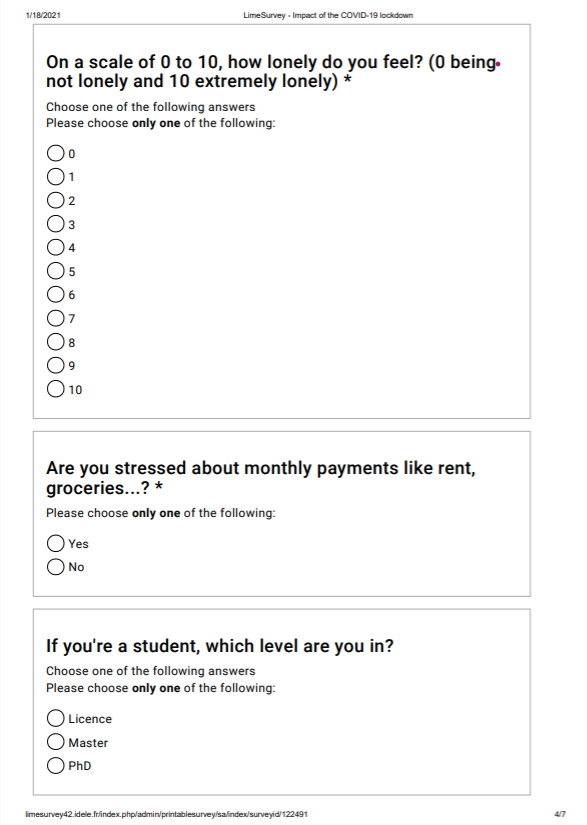 1/18/2021 LimeSurvey - Impact of the COVID-19 lockdown
On a scale of 0 to 10, how lonely do you feel? (0 being
not lonely and 10 extremely lonely) *
Choose one of the following answers
Please choose only one of the following:
0
1
2
3
4
5
6
7
8
9
10
Are you stressed about monthly payments like rent,
groceries...? *
Please choose only one of the following:
Yes
No
If you're a student, which level are you in?
Choose one of the following answers
Please choose only one of the following:
Licence
Master
PhD
limesurvey42.idele.fr/index.php/admin/printablesurvey/sa/index/surveyid/122491 4/7